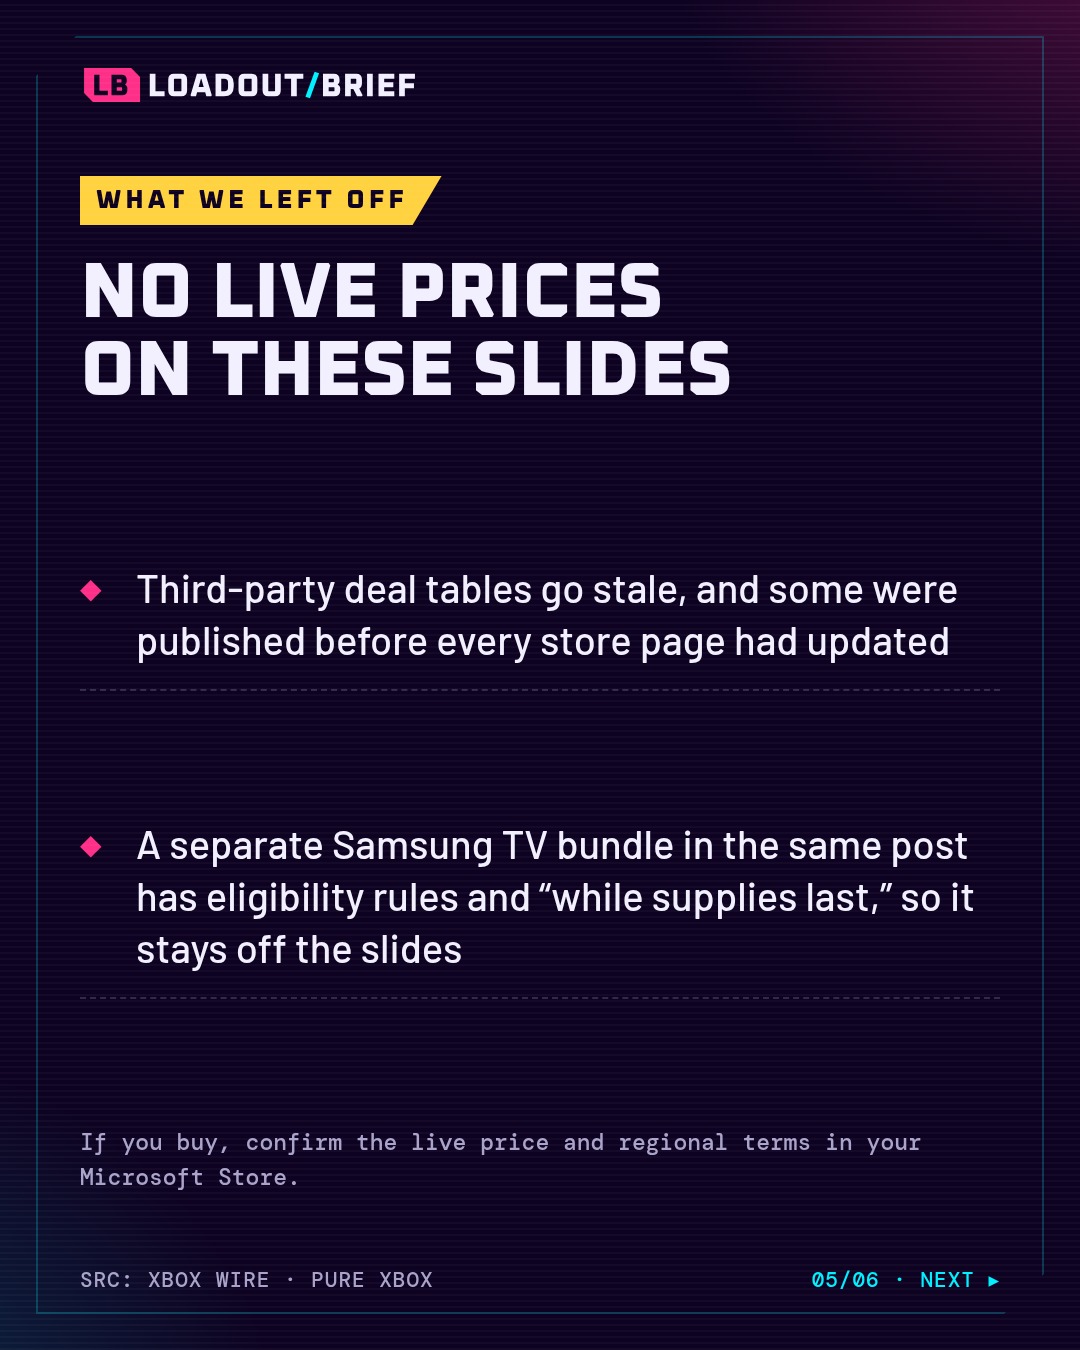 LB LOADOUT/BRIEF
WHAT WE LEFT OFF
NO LIVE PRICES
ON THESE SLIDES
Third-party deal tables go stale, and some were
published before every store page had updated
A separate Samsung TV bundle in the same post
has eligibility rules and “while supplies last,” so it
stays off the slides
If you buy, confirm the live price and regional terms in your
Microsoft Store.
SRC: XBOX WIRE · PURE XBOX
05/06 · NEXT ▸